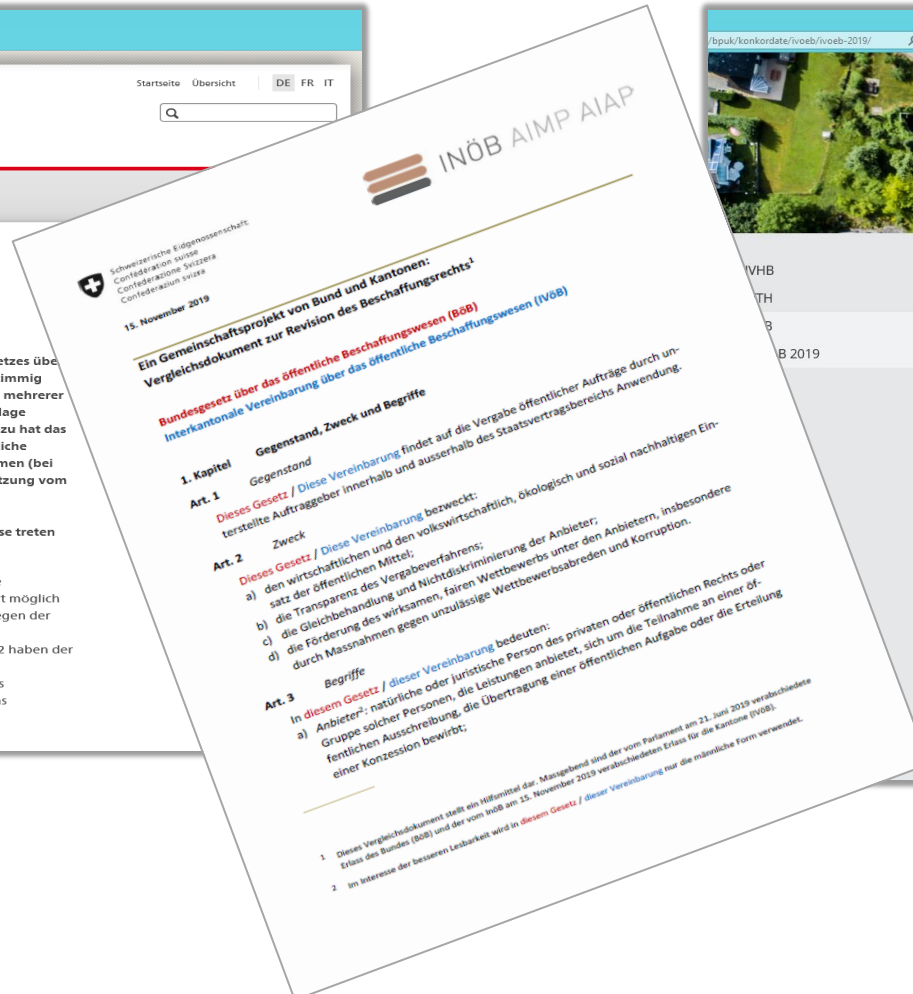 Startseite Übersicht DE FR IT
etzes übe
immig
mehrerer
lage
zu hat das
iche
men (bei
tzung vom
se treten
t möglich
egen der
2 haben der
s
ns
INÖB AIMP AIAP
Schweizerische Eidgenossenschaft
Confédération suisse
Confederazione Svizzera
Confederaziun svizra
15. November 2019
Ein Gemeinschaftsprojekt von Bund und Kantonen:
Vergleichsdokument zur Revision des Beschaffungsrechts¹
Bundesgesetz über das öffentliche Beschaffungswesen (BöB)
Interkantonale Vereinbarung über das öffentliche Beschaffungswesen (IVöB)
1. Kapitel Gegenstand, Zweck und Begriffe
Art. 1 Gegenstand
Dieses Gesetz / Diese Vereinbarung findet auf die Vergabe öffentlicher Aufträge durch un-
terstellte Auftraggeber innerhalb und ausserhalb des Staatsvertragsbereichs Anwendung.
Art. 2 Zweck
Dieses Gesetz / Diese Vereinbarung bezweckt:
a) den wirtschaftlichen und den volkswirtschaftlich, ökologisch und sozial nachhaltigen Ein-
satz der öffentlichen Mittel;
b) die Transparenz des Vergabeverfahrens;
c) die Gleichbehandlung und Nichtdiskriminierung der Anbieter;
d) die Förderung des wirksamen, fairen Wettbewerbs unter den Anbietern, insbesondere
durch Massnahmen gegen unzulässige Wettbewerbsabreden und Korruption.
Art. 3 Begriffe
In diesem Gesetz / dieser Vereinbarung bedeuten:
a) Anbieter²: natürliche oder juristische Person des privaten oder öffentlichen Rechts oder
Gruppe solcher Personen, die Leistungen anbietet, sich um die Teilnahme an einer öf-
fentlichen Ausschreibung, die Übertragung einer öffentlichen Aufgabe oder die Erteilung
einer Konzession bewirbt;
1 Dieses Vergleichsdokument stellt ein Hilfsmittel dar. Massgebend sind der vom Parlament am 21. Juni 2019 verabschiedete
Erlass des Bundes (BöB) und der vom InöB am 15. November 2019 verabschiedeten Erlass für die Kantone (IVöB).
2 Im Interesse der besseren Lesbarkeit wird in diesem Gesetz / dieser Vereinbarung nur die männliche Form verwendet.
/bpuk/konkordate/ivoeb/ivoeb-2019/
IVHB
TH
B
B 2019